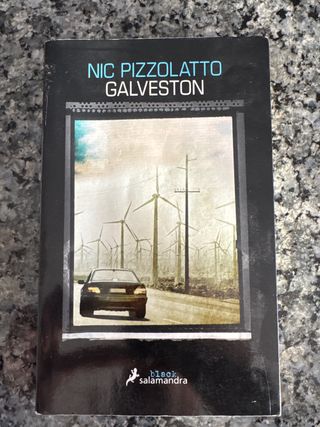 NIC PIZZOLATTO
GALVESTON
black
salamandra